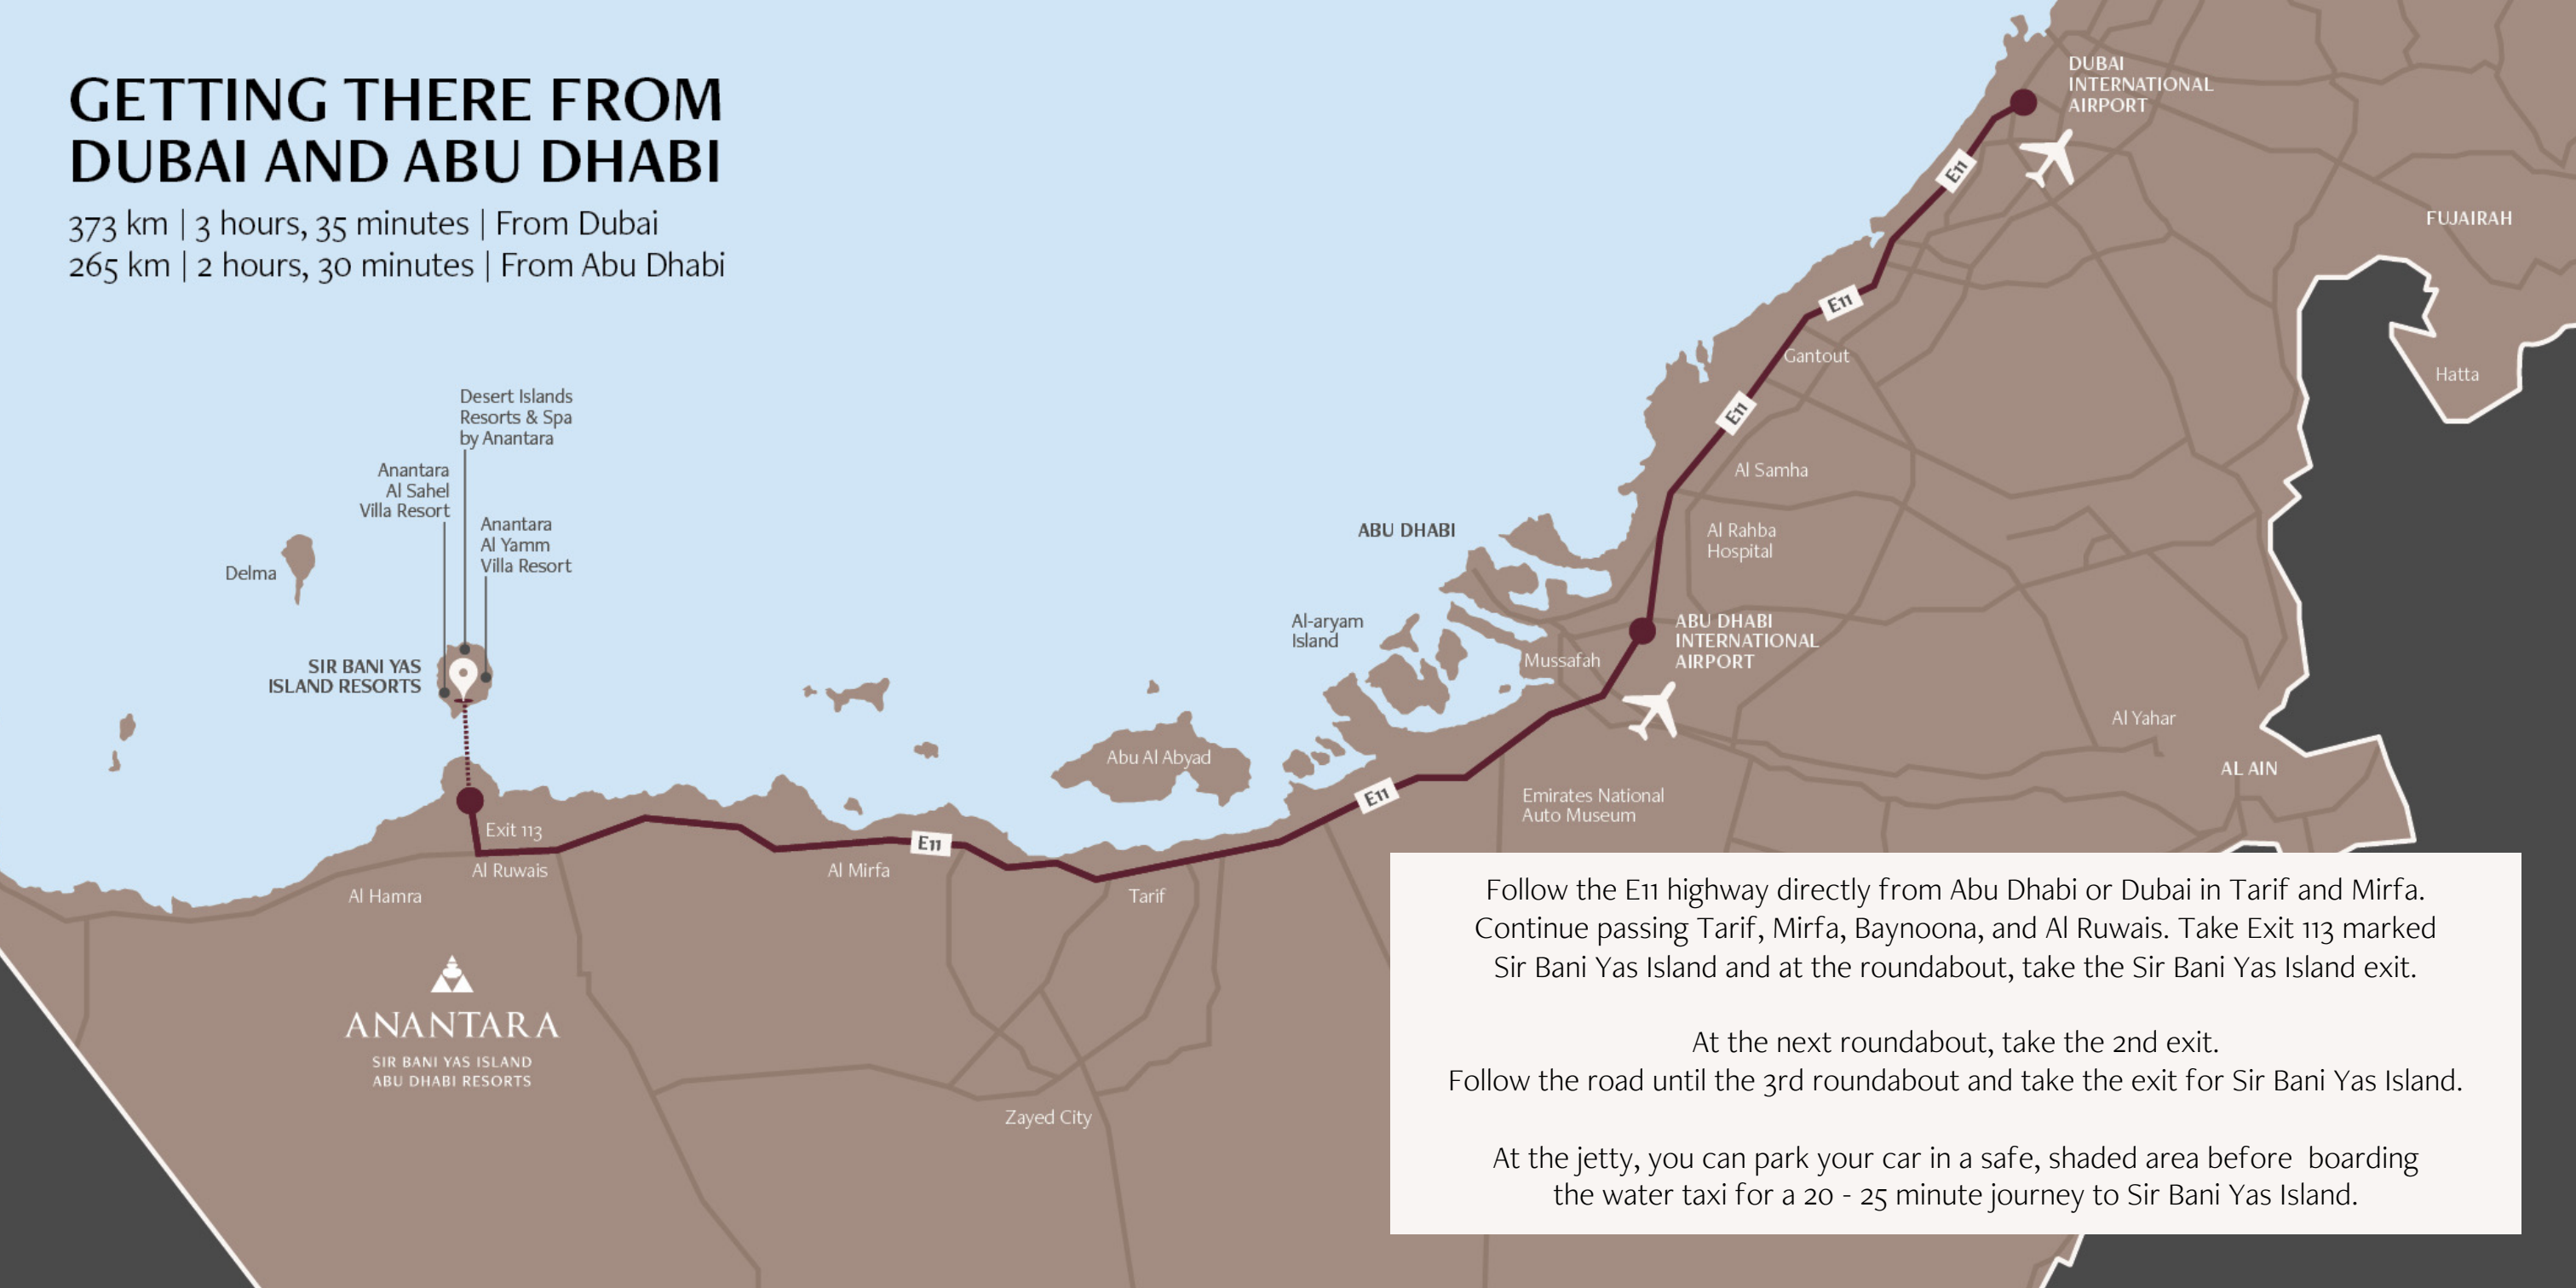 GETTING THERE FROM
DUBAI AND ABU DHABI
373 km | 3 hours, 35 minutes | From Dubai
265 km | 2 hours, 30 minutes | From Abu Dhabi
DUBAI
INTERNATIONAL
AIRPORT
E11
FUJAIRAH
E11
Gantout
Hatta
E11
Desert Islands
Resorts & Spa
by Anantara
Anantara
Al Sahel
Villa Resort
Anantara
Al Yamm
Villa Resort
Al Samha
ABU DHABI
Al Rahba
Hospital
Delma
Al-aryam
Island
ABU DHABI
INTERNATIONAL
AIRPORT
SIR BANI YAS
ISLAND RESORTS
Mussafah
Al Yahar
Abu Al Abyad
AL AIN
E11
Emirates National
Auto Museum
Exit 113
E11
Al Ruwais
Al Mirfa
Al Hamra
Tarif
ANANTARA
SIR BANI YAS ISLAND
ABU DHABI RESORTS
Zayed City
Follow the E11 highway directly from Abu Dhabi or Dubai in Tarif and Mirfa.
Continue passing Tarif, Mirfa, Baynoona, and Al Ruwais. Take Exit 113 marked
Sir Bani Yas Island and at the roundabout, take the Sir Bani Yas Island exit.
At the next roundabout, take the 2nd exit.
Follow the road until the 3rd roundabout and take the exit for Sir Bani Yas Island.
At the jetty, you can park your car in a safe, shaded area before  boarding
the water taxi for a 20 - 25 minute journey to Sir Bani Yas Island.